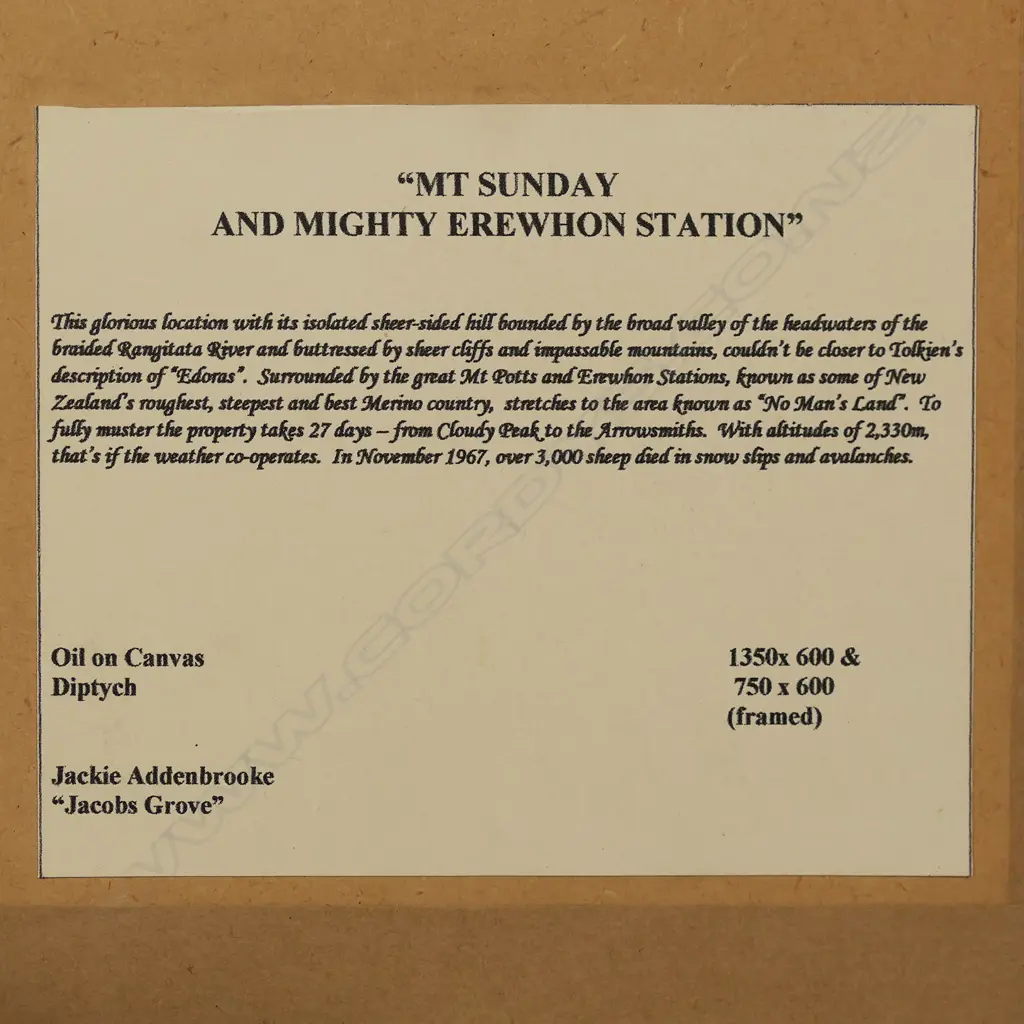 “MT SUNDAY
AND MIGHTY EREWHON STATION”
This glorious location with its isolated sheer-sided hill bounded by the broad valley of the headwaters of the
braided Rangitata River and buttressed by sheer cliffs and impassable mountains, couldn't be closer to Tolkien's
description of "Edoras". Surrounded by the great Mt Potts and Erewhon Stations, known as some of New
Zealand's roughest, steepest and best Merino country, stretches to the area known as "No Man's Land". To
fully muster the property takes 27 days – from Cloudy Peak to the Arrowsmiths. With altitudes of 2,330m,
that's if the weather co-operates. In November 1967, over 3,000 sheep died in snow slips and avalanches.
Oil on Canvas 1350x 600 &
Diptych 750 x 600
(framed)
Jackie Addenbrooke
“Jacobs Grove”